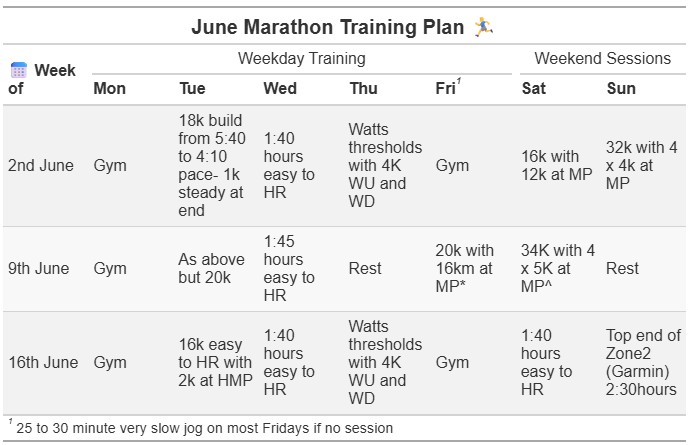 June Marathon Training Plan 🏃
Weekday Training
Weekend Sessions
📅 Week
of
Mon
Tue
Wed
Thu
Fri1
Sat
Sun
2nd June
Gym
18k build
from 5:40
to 4:10
pace- 1k
steady at
end
1:40
hours
easy to
HR
Watts
thresholds
with 4K
WU and
WD
Gym
16k with
12k at MP
32k with 4
x 4k at
MP
9th June
Gym
As above
but 20k
1:45
hours
easy to
HR
Rest
20k with
16km at
MP*
34K with 4
x 5K at
MP^
Rest
16th June
Gym
16k easy
to HR with
2k at HMP
1:40
hours
easy to
HR
Watts
thresholds
with 4K
WU and
WD
Gym
1:40
hours
easy to
HR
Top end of
Zone2
(Garmin)
2:30hours
1 25 to 30 minute very slow jog on most Fridays if no session